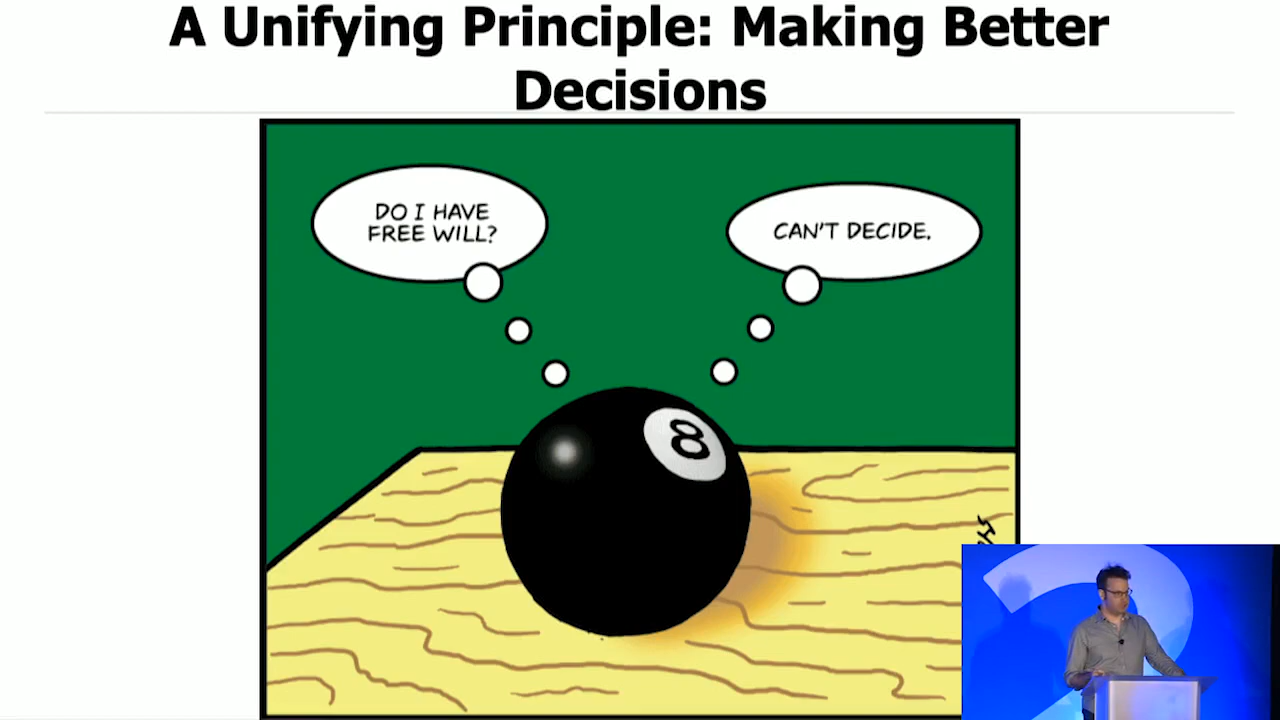 A Unifying Principle: Making Better
Decisions
DO I HAVE
FREE WILL?
CAN'T DECIDE.
8